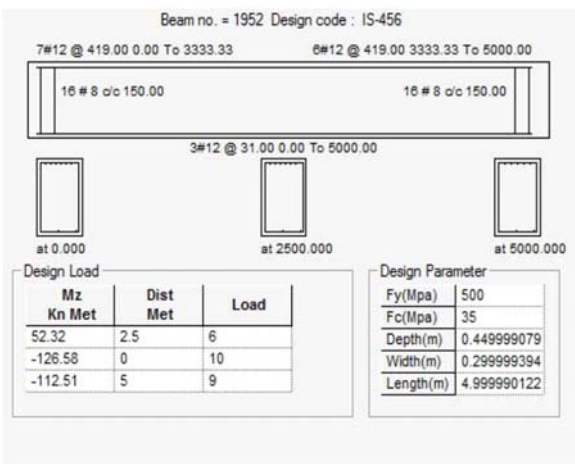 Beam no. = 1952 Design code : IS-456
7#12 @ 419.00 0.00 To 3333.33 6#12 @ 419.00 3333.33 To 5000.00
16 # 8 c/c 150.00 16 # 8 c/c 150.00
3#12 @ 31.00 0.00 To 5000.00
at 0.000 at 2500.000 at 5000.000
Design Load
Mz Kn Met Dist Met Load
52.32 2.5 6
-126.58 0 10
-112.51 5 9
Design Parameter
Fy(Mpa) 500
Fc(Mpa) 35
Depth(m) 0.449999079
Width(m) 0.299999394
Length(m) 4.999990122